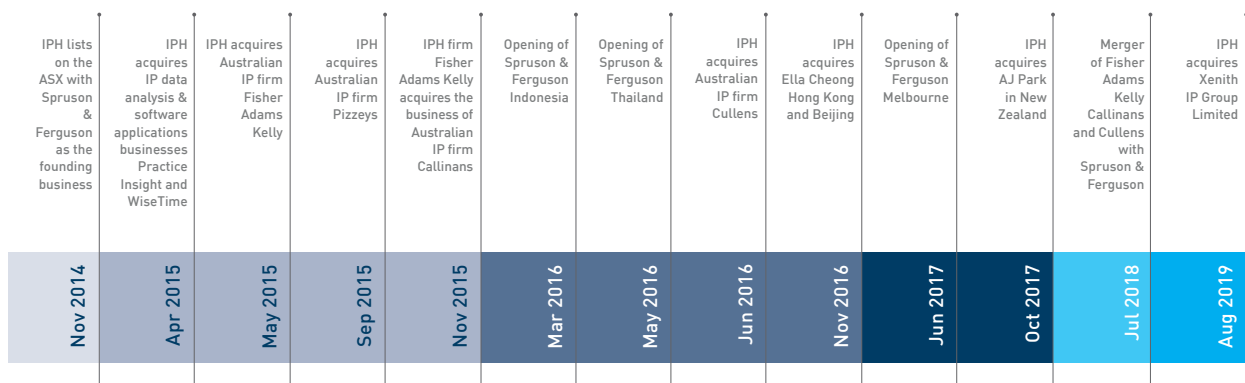 IPH lists
on the
ASX with
Spruson
&
Ferguson
as the
founding
business
IPH
acquires
IP data
analysis &
software
applications
businesses
Practice
Insight and
WiseTime
IPH acquires
Australian
IP firm
Fisher
Adams
Kelly
IPH
acquires
Australian
IP firm
Pizzeys
IPH firm
Fisher
Adams Kelly
acquires the
business of
Australian
IP firm
Callinans
Opening of
Spruson &
Ferguson
Indonesia
Opening of
Spruson &
Ferguson
Thailand
IPH
acquires
Australian
IP firm
Cullens
IPH
acquires
Ella Cheong
Hong Kong
and Beijing
Opening of
Spruson &
Ferguson
Melbourne
IPH
acquires
AJ Park
in New
Zealand
Merger
of Fisher
Adams
Kelly
Callinans
and Cullens
with
Spruson &
Ferguson
IPH
acquires
Xenith
IP Group
Limited
Nov 2014
Apr 2015
May 2015
Sep 2015
Nov 2015
Mar 2016
May 2016
Jun 2016
Nov 2016
Jun 2017
Oct 2017
Jul 2018
Aug 2019